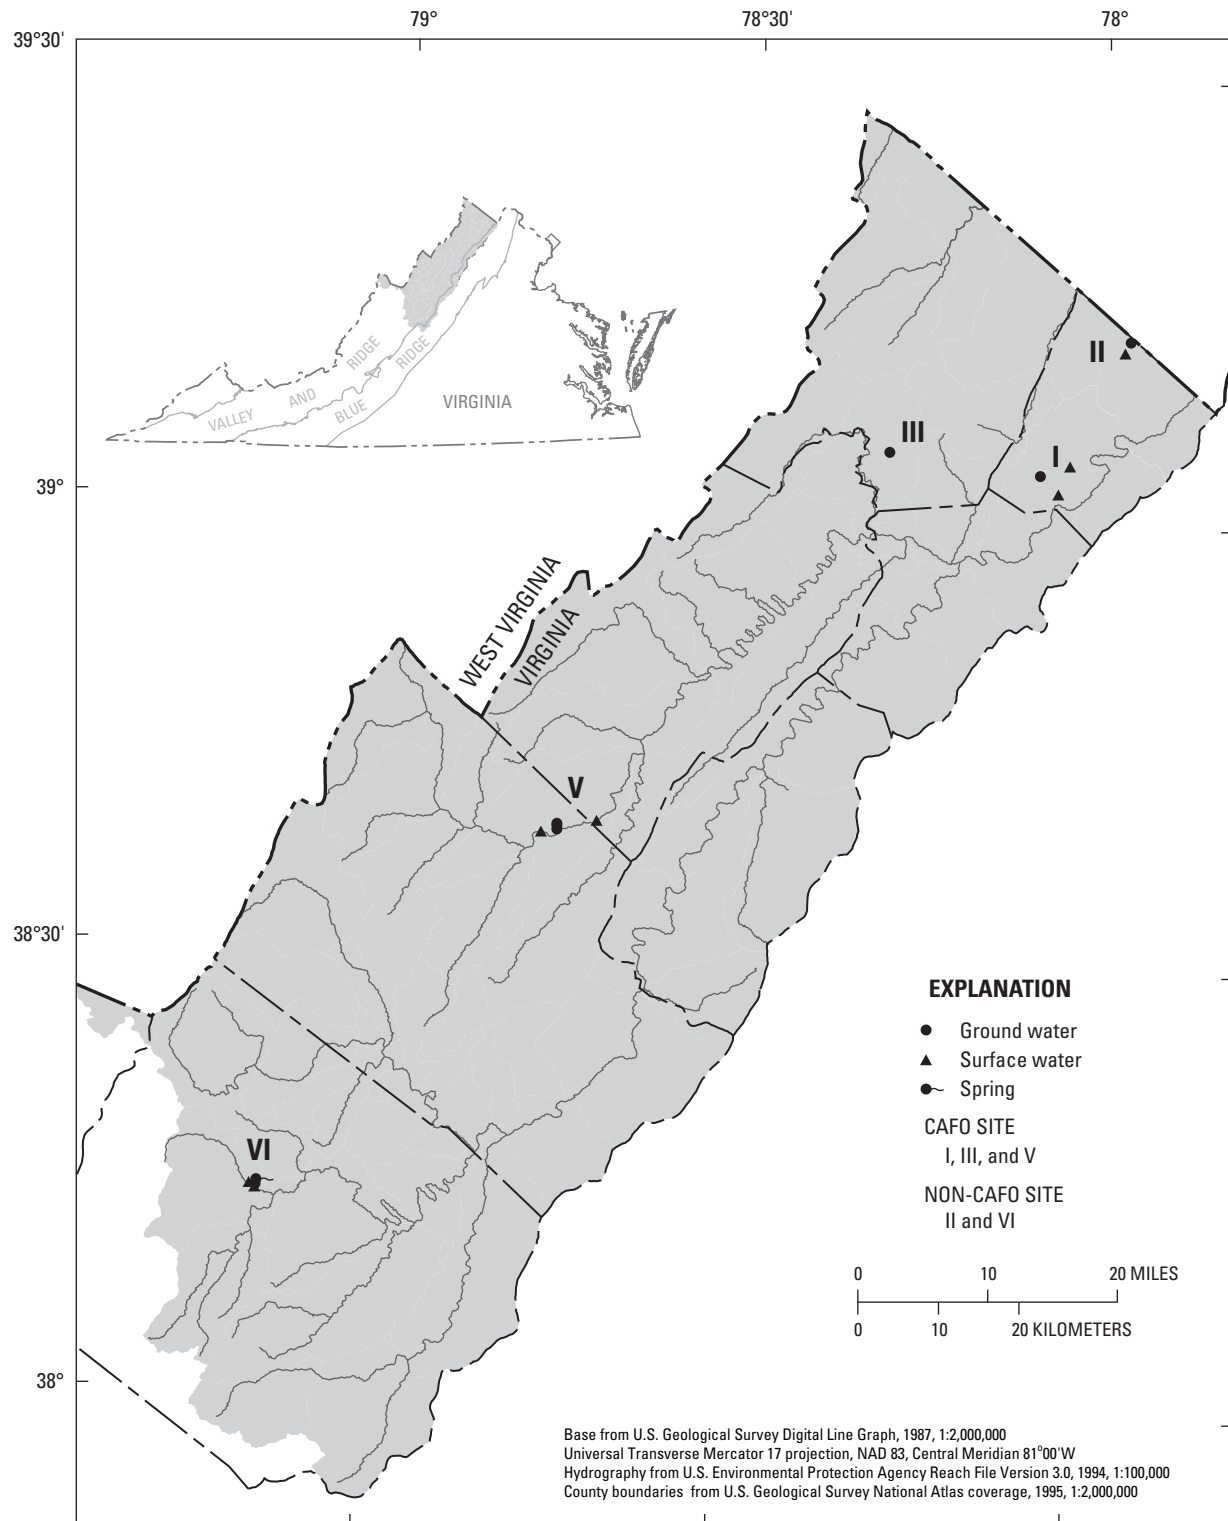 79°
78°30'
78°
39°30'
RIDGE
AND
VALLEY
RIDGE
BLUE
VIRGINIA
II
III
I
39°
WEST VIRGINIA
VIRGINIA
V
38°30'
EXPLANATION
Ground water
Surface water
Spring
CAFO SITE
I, III, and V
NON-CAFO SITE
II and VI
VI
0 10 20 MILES
0 10 20 KILOMETERS
38°
Base from U.S. Geological Survey Digital Line Graph, 1987, 1:2,000,000
Universal Transverse Mercator 17 projection, NAD 83, Central Meridian 81°00'W
Hydrography from U.S. Environmental Protection Agency Reach File Version 3.0, 1994, 1:100,000
County boundaries from U.S. Geological Survey National Atlas coverage, 1995, 1:2,000,000